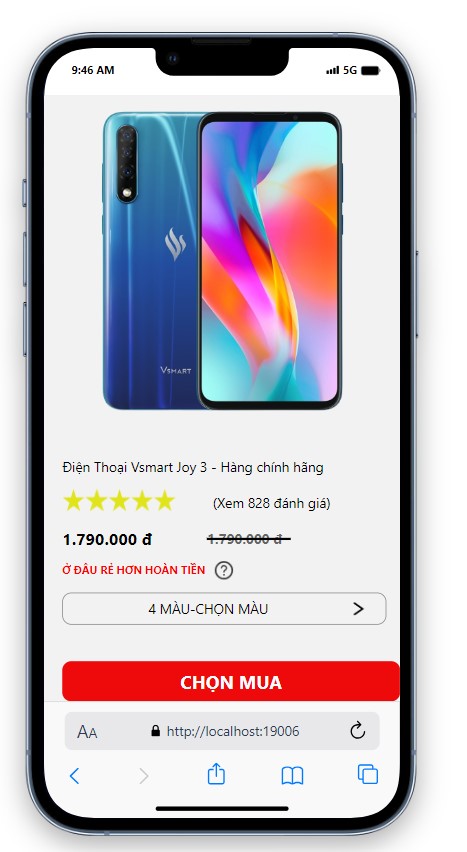 9:46 AM 5G
VSMART
Điện Thoại Vsmart Joy 3 - Hàng chính hãng
(Xem 828 đánh giá)
1.790.000 đ 1.790.000 đ
Ở ĐÂU RẺ HƠN HOÀN TIỀN ?
4 MÀU-CHỌN MÀU
CHỌN MUA
AA http://localhost:19006